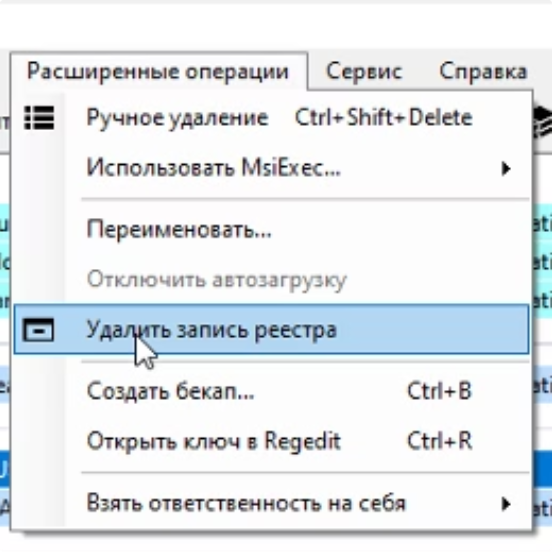 Расширенные операции Сервис Справка
Ручное удаление Ctrl+Shift+Delete
Использовать MsiExec...
Переименовать...
Отключить автозагрузку
Удалить запись реестра
Создать бекап... Ctrl+B
Открыть ключ в Regedit Ctrl+R
Взять ответственность на себя